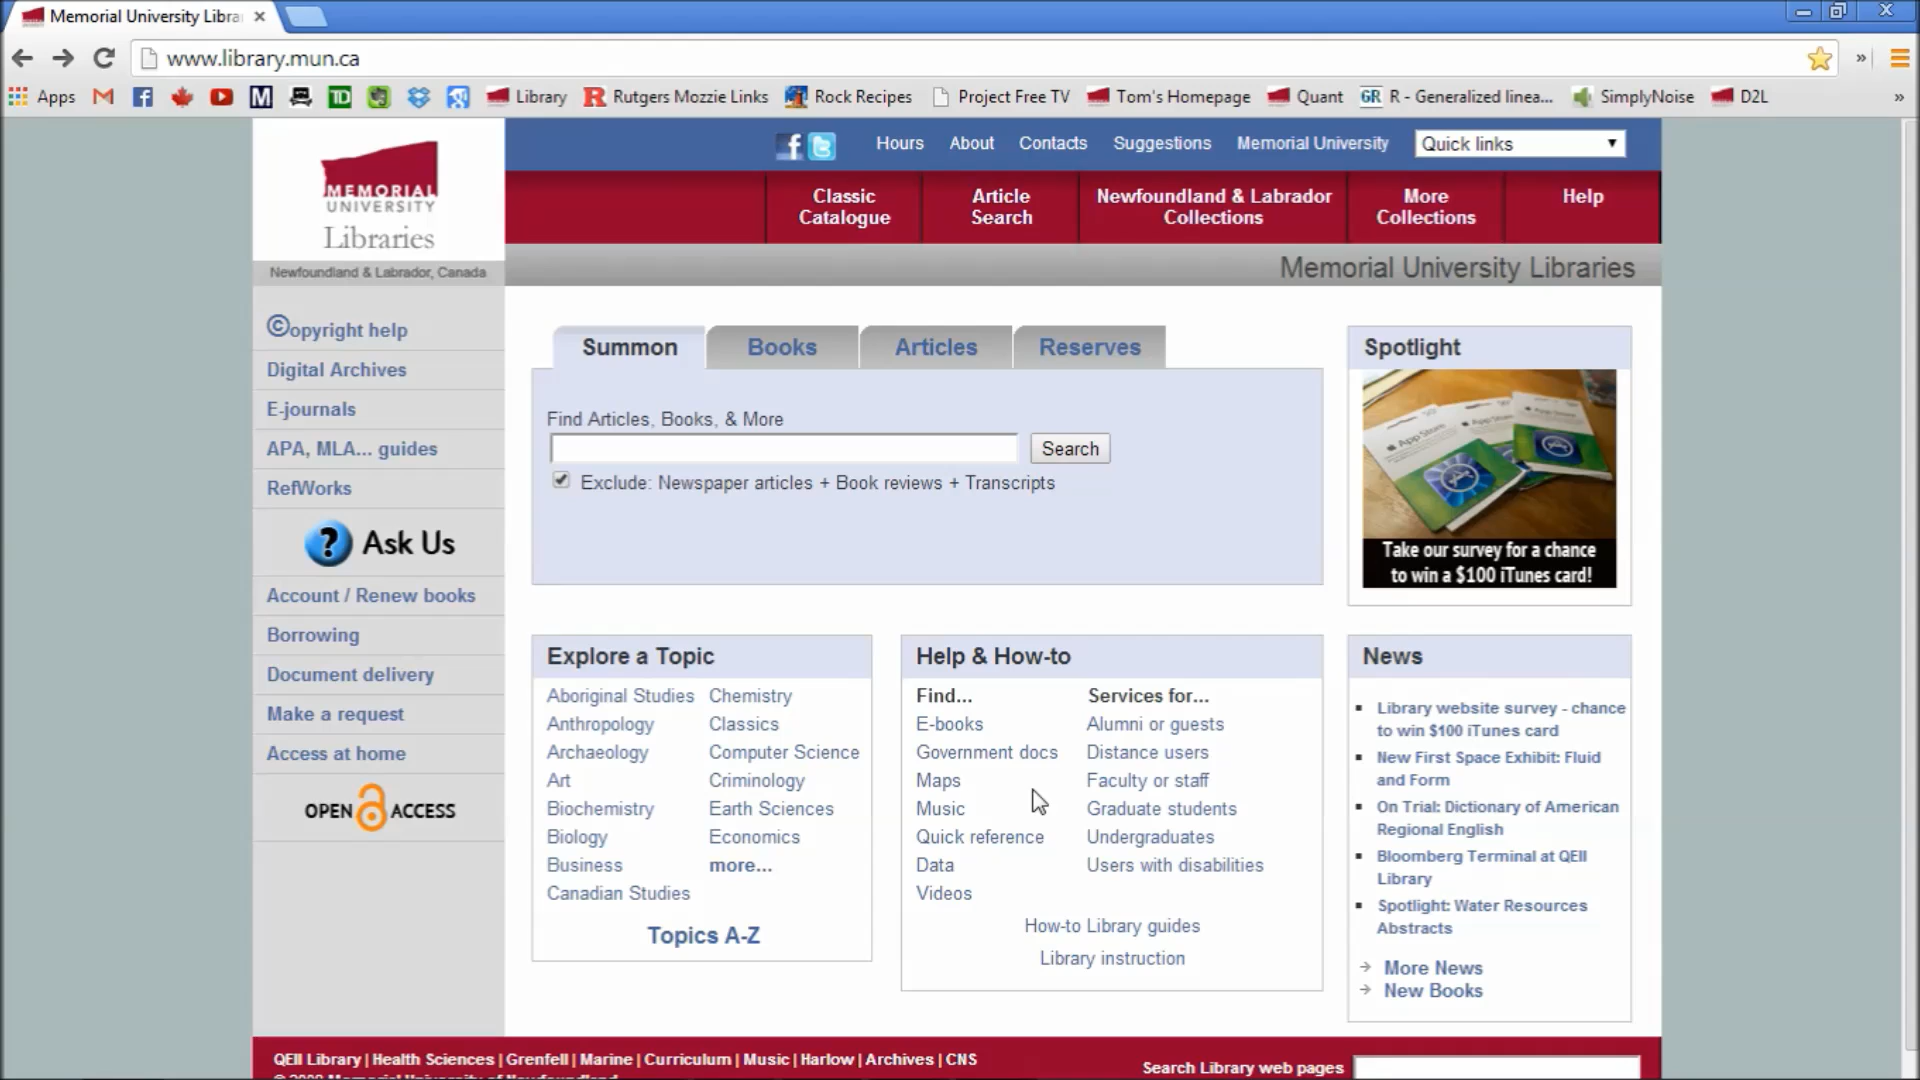 Memorial University Libra
www.library.mun.ca
Apps
Library
Rutgers Mozzie Links
Rock Recipes
Project Free TV
Tom's Homepage
Quant
R - Generalized linea...
SimplyNoise
D2L
MEMORIAL
UNIVERSITY
Libraries
Newfoundland & Labrador, Canada
Hours
About
Contacts
Suggestions
Memorial University
Quick links
Classic
Catalogue
Article
Search
Newfoundland & Labrador
Collections
More
Collections
Help
Memorial University Libraries
©opyright help
Digital Archives
E-journals
APA, MLA... guides
RefWorks
? Ask Us
Account / Renew books
Borrowing
Document delivery
Make a request
Access at home
OPEN ACCESS
Summon
Books
Articles
Reserves
Find Articles, Books, & More
Search
Exclude: Newspaper articles + Book reviews + Transcripts
Spotlight
App Store
App Store
App Store
Take our survey for a chance
to win a $100 iTunes card!
Explore a Topic
Aboriginal Studies
Anthropology
Archaeology
Art
Biochemistry
Biology
Business
Canadian Studies
Chemistry
Classics
Computer Science
Criminology
Earth Sciences
Economics
more...
Topics A-Z
Help & How-to
Find...
E-books
Government docs
Maps
Music
Quick reference
Data
Videos
Services for...
Alumni or guests
Distance users
Faculty or staff
Graduate students
Undergraduates
Users with disabilities
How-to Library guides
Library instruction
News
Library website survey - chance
to win $100 iTunes card
New First Space Exhibit: Fluid
and Form
On Trial: Dictionary of American
Regional English
Bloomberg Terminal at QEII
Library
Spotlight: Water Resources
Abstracts
More News
New Books
QEII Library | Health Sciences | Grenfell | Marine | Curriculum | Music | Harlow | Archives | CNS
Search Library web pages